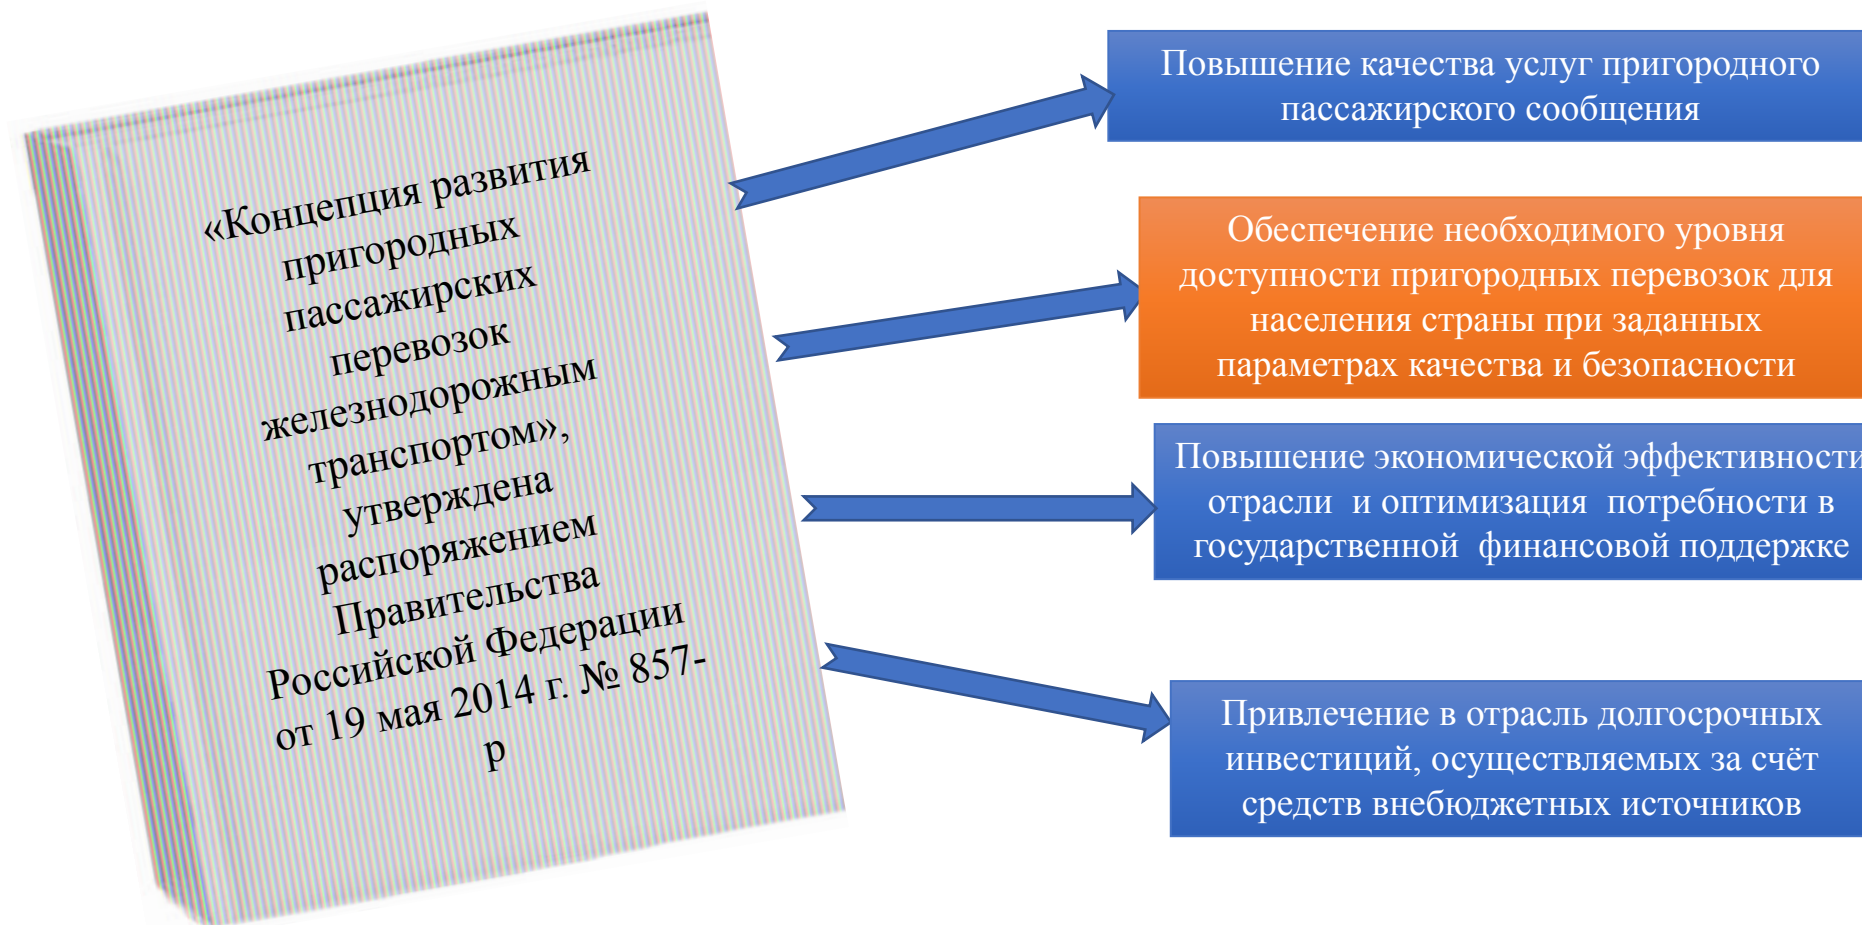 «Концепция развития
пригородных
пассажирских
перевозок
железнодорожным
транспортом»,
утверждена
распоряжением
Правительства
Российской Федерации
от 19 мая 2014 г. № 857-
р
Повышение качества услуг пригородного
пассажирского сообщения
Обеспечение необходимого уровня
доступности пригородных перевозок для
населения страны при заданных
параметрах качества и безопасности
Повышение экономической эффективности
отрасли и оптимизация потребности в
государственной финансовой поддержке
Привлечение в отрасль долгосрочных
инвестиций, осуществляемых за счёт
средств внебюджетных источников